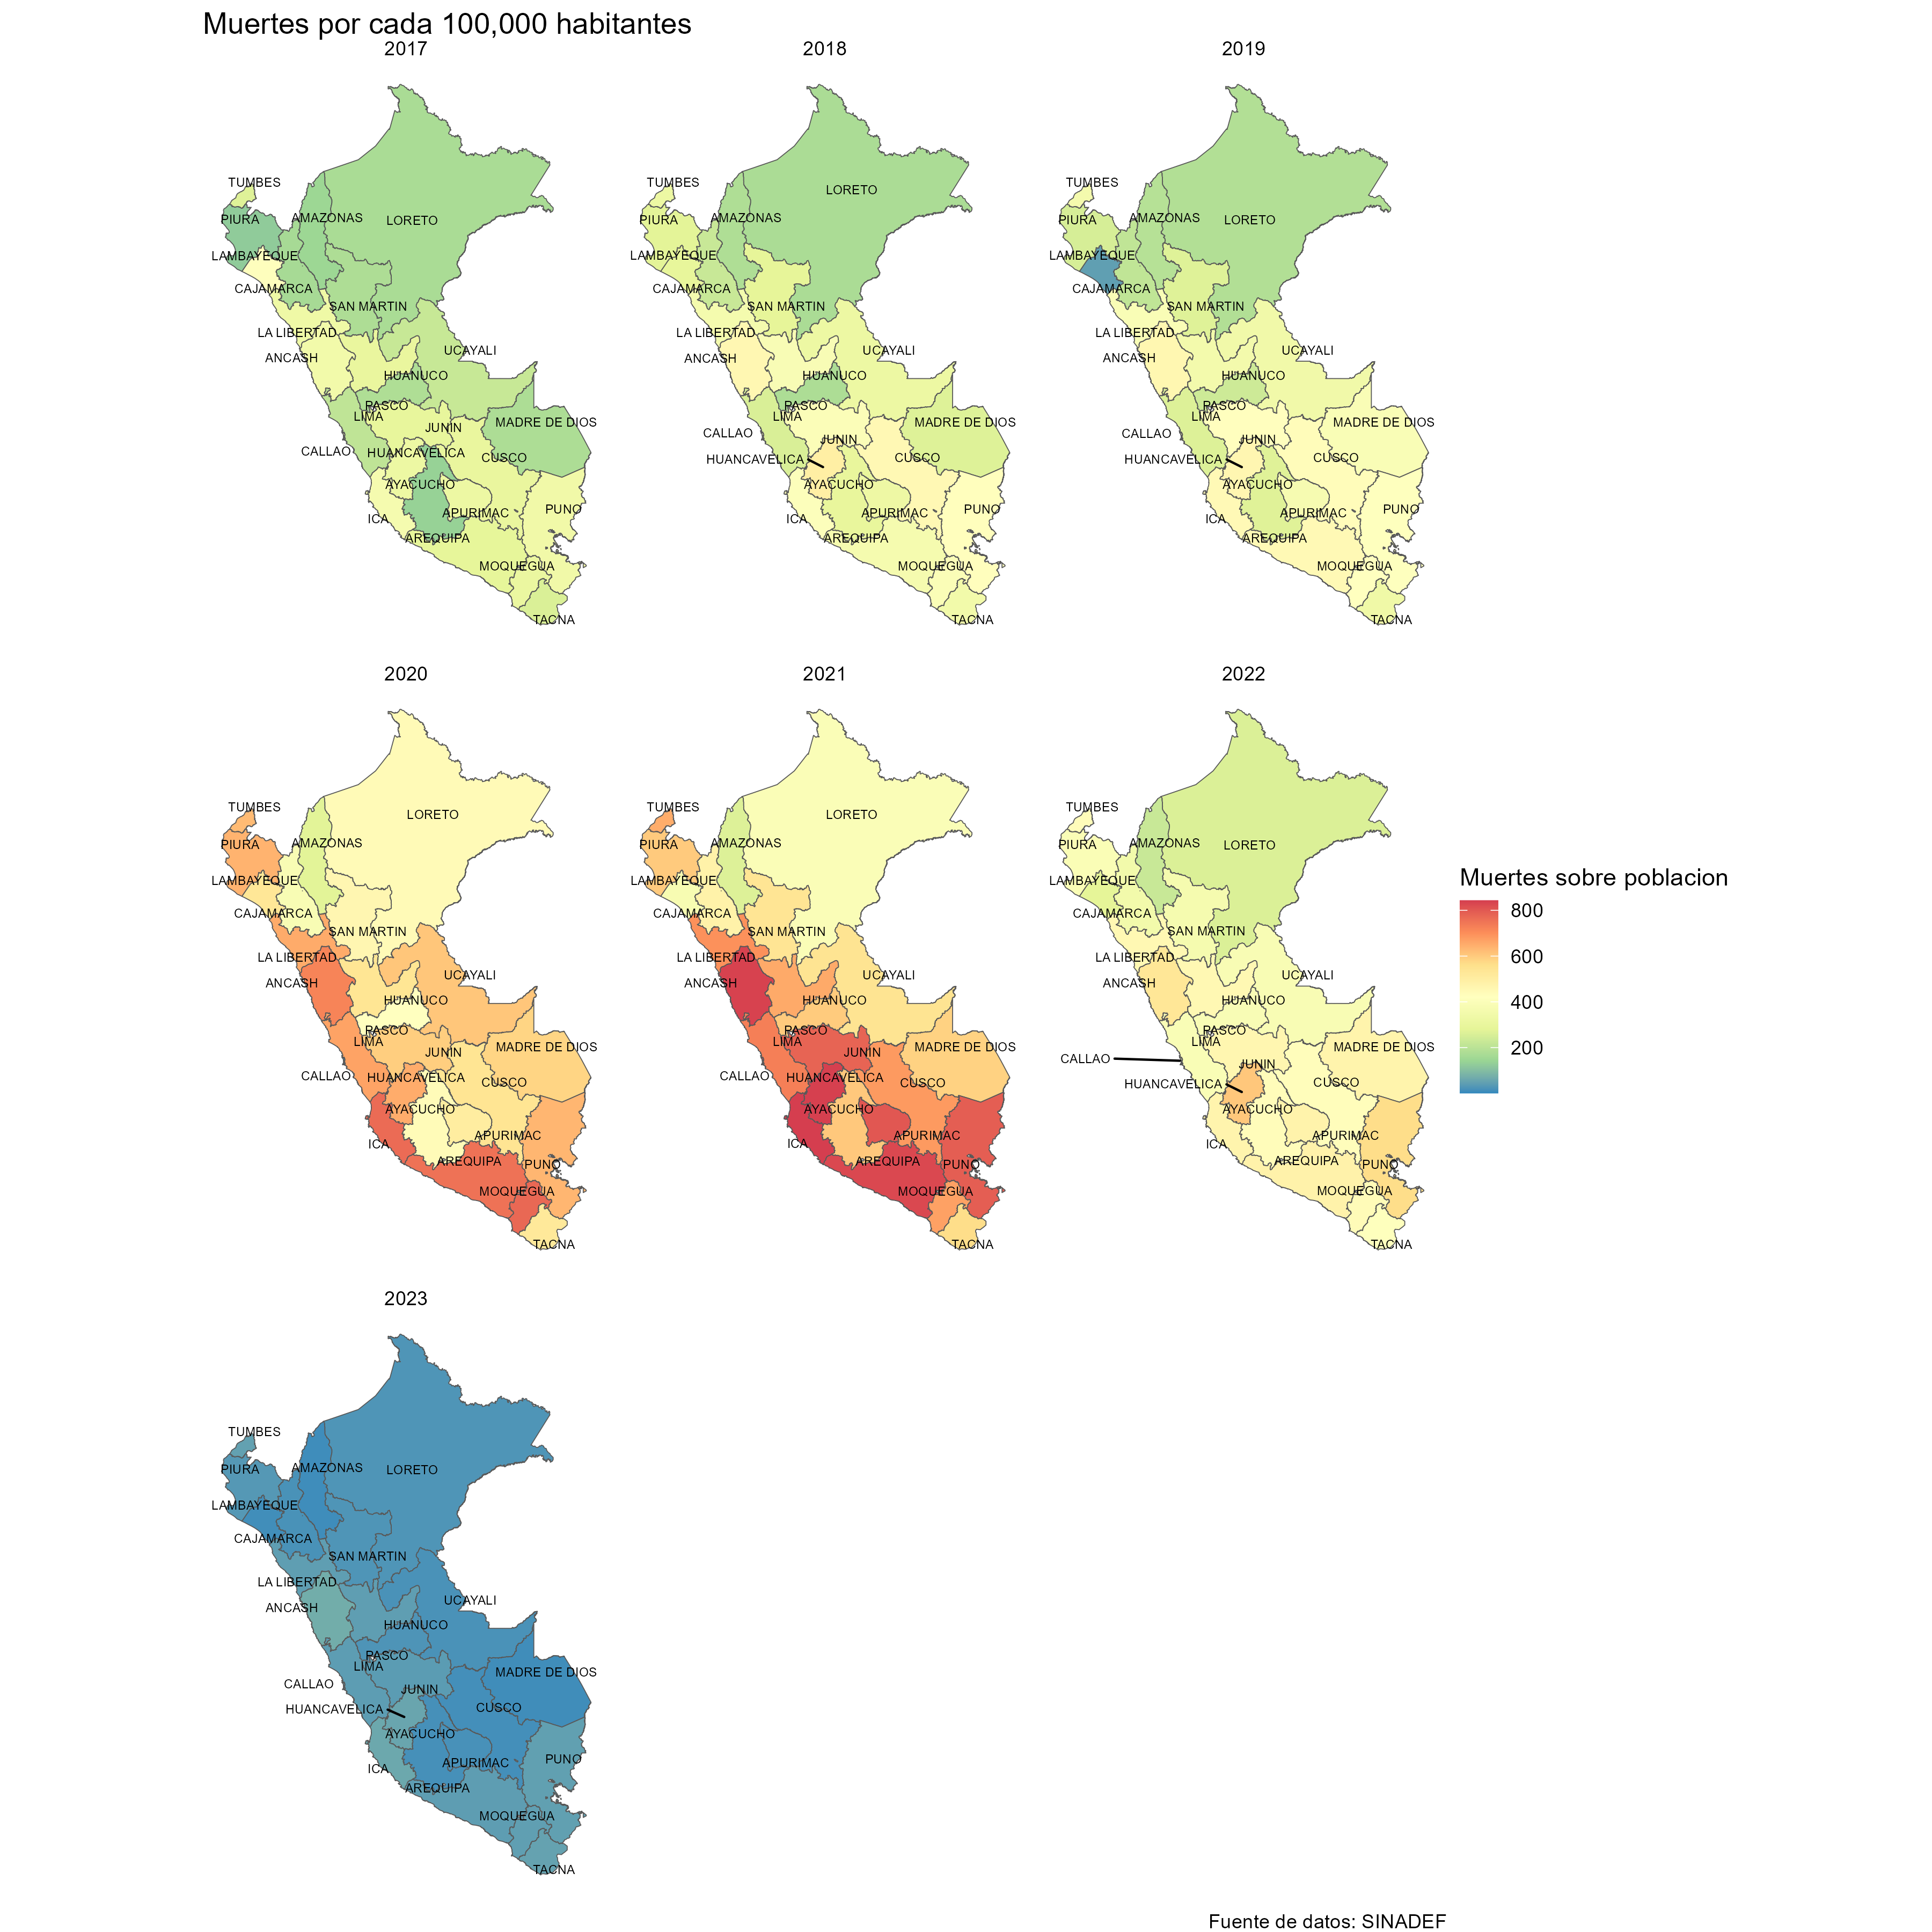 Muertes por cada 100,000 habitantes
2017
2018
2019
TUMBES
PIURA
AMAZONAS
LORETO
LAMBAYEQUE
CAJAMARCA
SAN MARTIN
LA LIBERTAD
ANCASH
UCAYALI
HUANUCO
PASCO
LIMA
MADRE DE DIOS
JUNIN
CALLAO
HUANCAVELICA
CUSCO
AYACUCHO
ICA
APURIMAC
PUNO
AREQUIPA
MOQUEGUA
TACNA
TUMBES
LORETO
PIURA
AMAZONAS
LAMBAYEQUE
CAJAMARCA
SAN MARTIN
LA LIBERTAD
ANCASH
UCAYALI
HUANUCO
PASCO
LIMA
MADRE DE DIOS
CALLAO
JUNIN
HUANCAVELICA
CUSCO
AYACUCHO
ICA
APURIMAC
PUNO
AREQUIPA
MOQUEGUA
TACNA
TUMBES
PIURA
AMAZONAS
LORETO
LAMBAYEQUE
CAJAMARCA
SAN MARTIN
LA LIBERTAD
ANCASH
UCAYALI
HUANUCO
PASCO
LIMA
MADRE DE DIOS
CALLAO
JUNIN
HUANCAVELICA
CUSCO
AYACUCHO
ICA
APURIMAC
PUNO
AREQUIPA
MOQUEGUA
TACNA
2020
2021
2022
TUMBES
LORETO
PIURA
AMAZONAS
LAMBAYEQUE
CAJAMARCA
SAN MARTIN
LA LIBERTAD
ANCASH
UCAYALI
HUANUCO
PASCO
LIMA
MADRE DE DIOS
JUNIN
CALLAO
HUANCAVELICA
CUSCO
AYACUCHO
ICA
APURIMAC
AREQUIPA
PUNO
MOQUEGUA
TACNA
TUMBES
LORETO
PIURA
AMAZONAS
LAMBAYEQUE
CAJAMARCA
SAN MARTIN
LA LIBERTAD
ANCASH
UCAYALI
HUANUCO
PASCO
LIMA
MADRE DE DIOS
JUNIN
CALLAO
HUANCAVELICA
CUSCO
AYACUCHO
ICA
APURIMAC
AREQUIPA
PUNO
MOQUEGUA
TACNA
TUMBES
PIURA
AMAZONAS
LORETO
LAMBAYEQUE
CAJAMARCA
SAN MARTIN
LA LIBERTAD
ANCASH
UCAYALI
HUANUCO
PASCO
LIMA
MADRE DE DIOS
CALLAO
JUNIN
HUANCAVELICA
CUSCO
AYACUCHO
ICA
APURIMAC
AREQUIPA
PUNO
MOQUEGUA
TACNA
Muertes sobre poblacion
800
600
400
200
2023
TUMBES
PIURA
AMAZONAS
LORETO
LAMBAYEQUE
CAJAMARCA
SAN MARTIN
LA LIBERTAD
ANCASH
UCAYALI
HUANUCO
PASCO
LIMA
MADRE DE DIOS
CALLAO
JUNIN
HUANCAVELICA
CUSCO
AYACUCHO
ICA
APURIMAC
PUNO
AREQUIPA
MOQUEGUA
TACNA
Fuente de datos: SINADEF